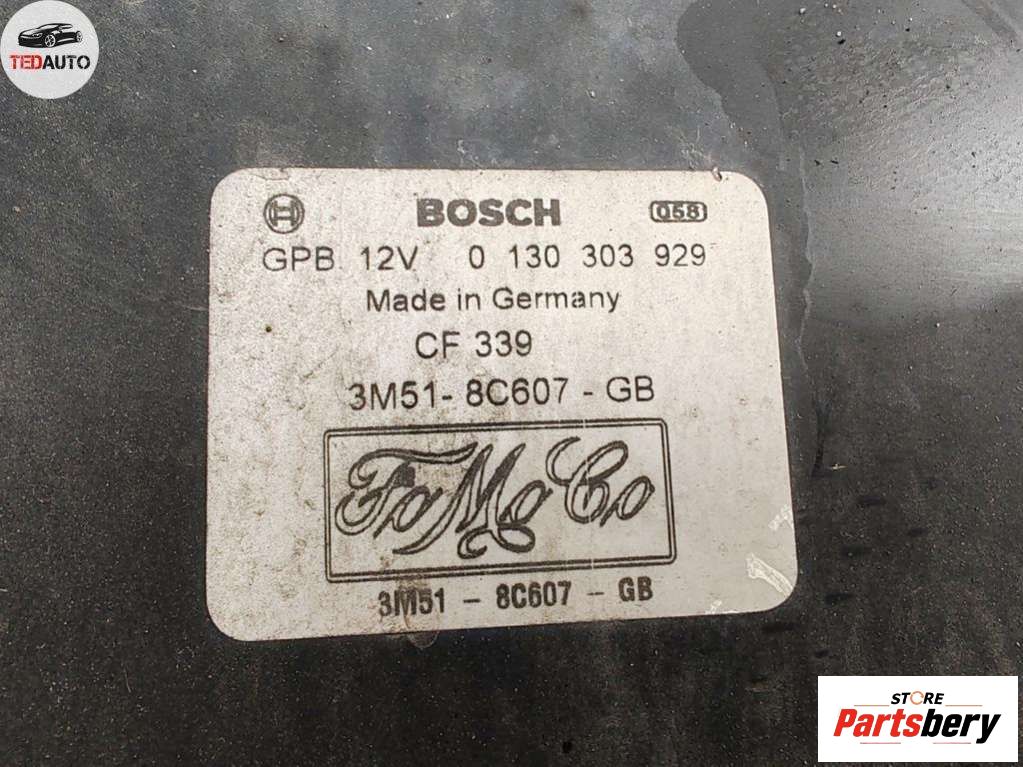 TEDAUTO
BOSCH 058
GPB 12V 0 130 303 929
Made in Germany
CF 339
3M51- 8C607 - GB
FoMoCo
3M51 - 8C607 - GB
STORE
Partsbery